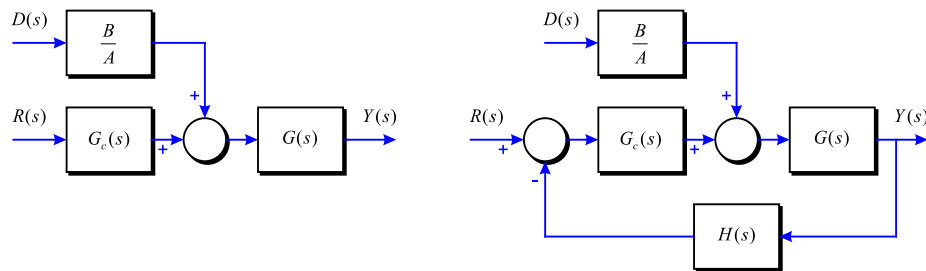 D(s)
B
A
+
R(s)
G_c(s)
+
G(s)
Y(s)
D(s)
B
A
+
R(s)
+
-
G_c(s)
+
G(s)
Y(s)
H(s)